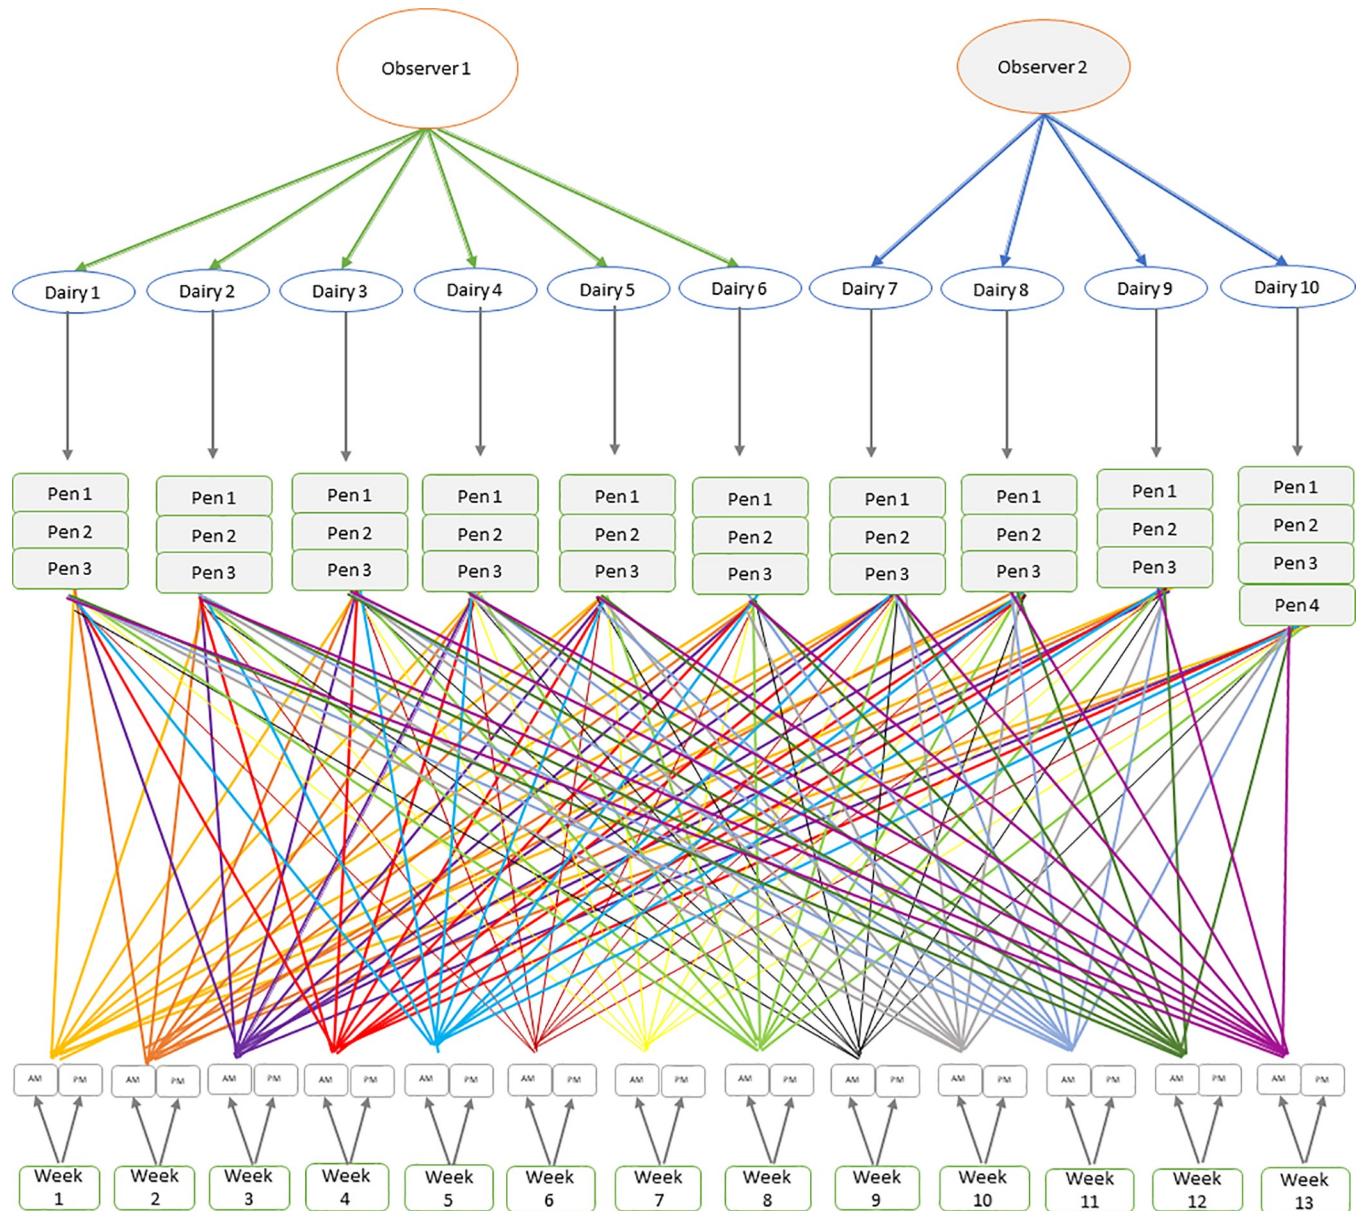 Observer 1
Observer 2
Dairy 1
Dairy 2
Dairy 3
Dairy 4
Dairy 5
Dairy 6
Dairy 7
Dairy 8
Dairy 9
Dairy 10
Pen 1
Pen 2
Pen 3
Pen 1
Pen 2
Pen 3
Pen 1
Pen 2
Pen 3
Pen 1
Pen 2
Pen 3
Pen 1
Pen 2
Pen 3
Pen 1
Pen 2
Pen 3
Pen 1
Pen 2
Pen 3
Pen 1
Pen 2
Pen 3
Pen 1
Pen 2
Pen 3
Pen 1
Pen 2
Pen 3
Pen 4
AM
PM
AM
PM
AM
PM
AM
PM
AM
PM
AM
PM
AM
PM
AM
PM
AM
PM
AM
PM
AM
PM
AM
PM
AM
PM
Week
1
Week
2
Week
3
Week
4
Week
5
Week
6
Week
7
Week
8
Week
9
Week
10
Week
11
Week
12
Week
13